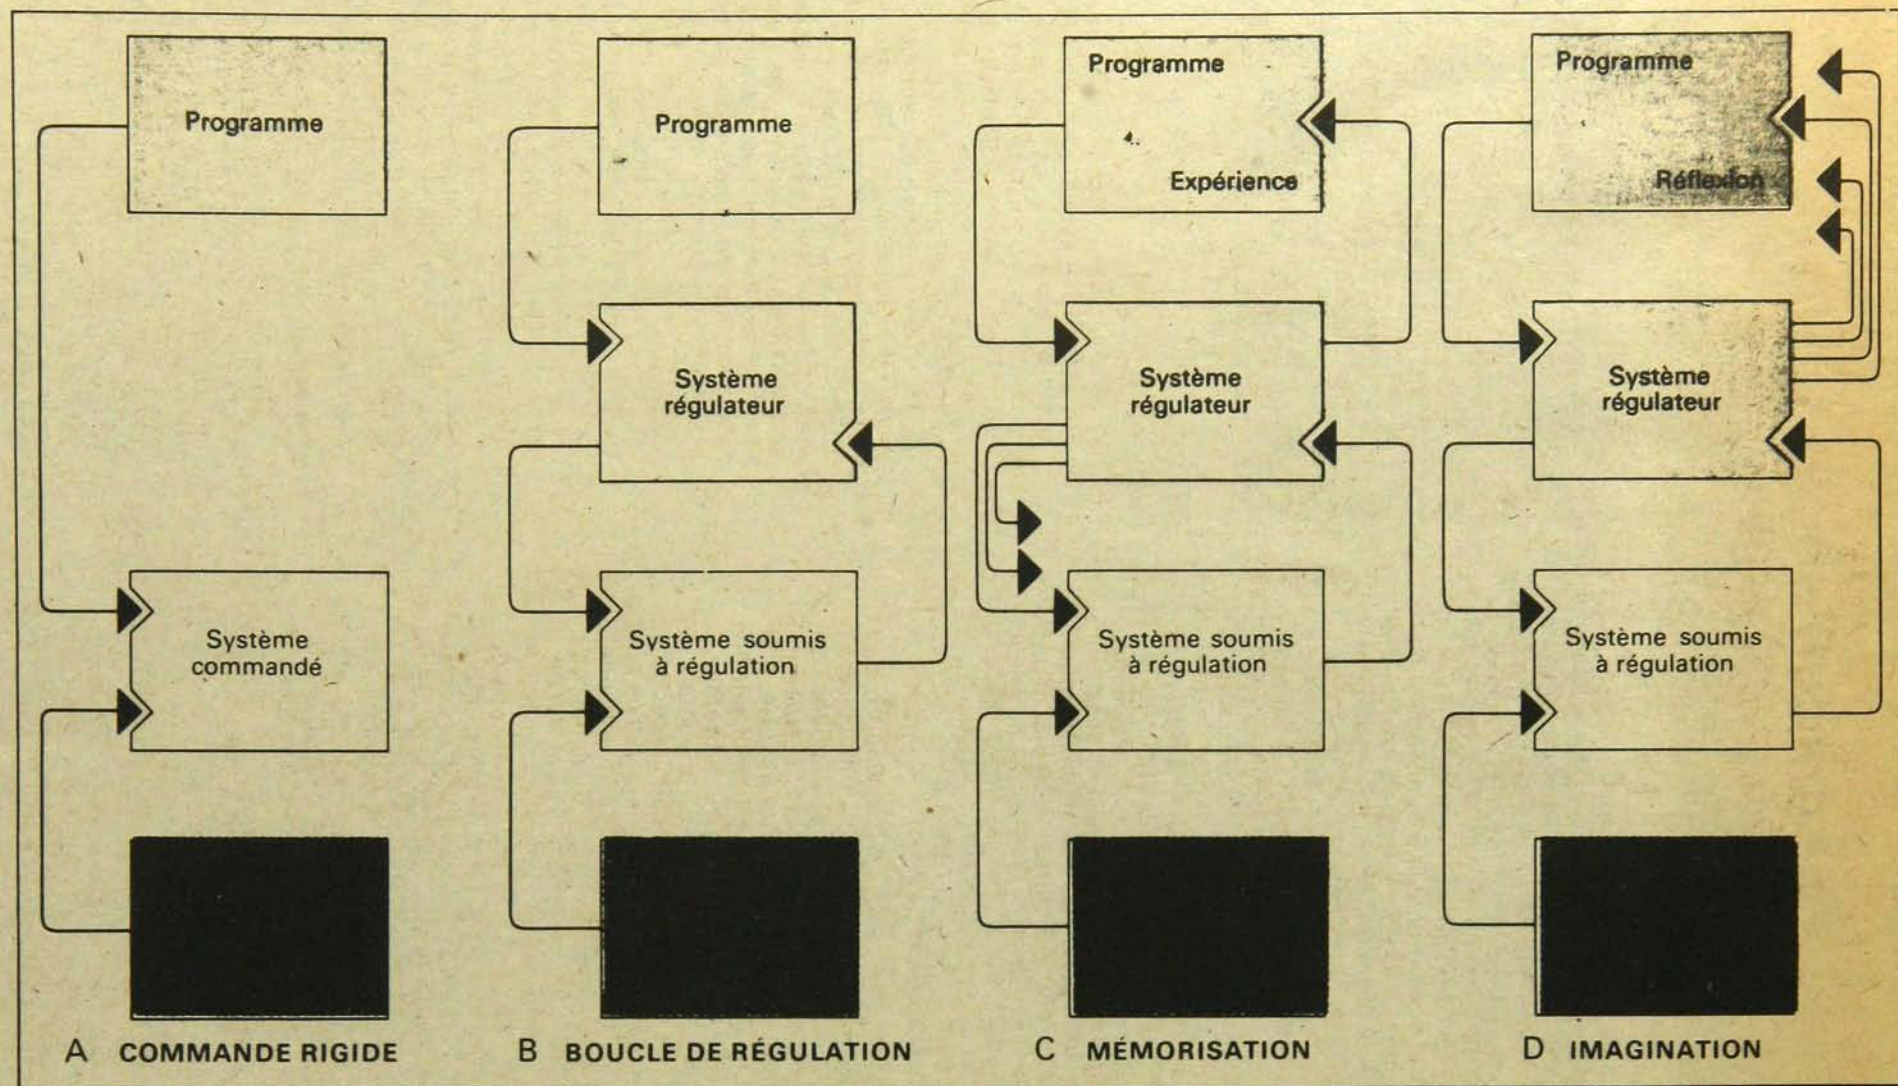 Programme
Système
commandé
A COMMANDE RIGIDE
Programme
Système
régulateur
Système soumis
à régulation
B BOUCLE DE RÉGULATION
Programme
Expérience
Système
régulateur
Système soumis
à régulation
C MÉMORISATION
Programme
Réflexion
Système
régulateur
Système soumis
à régulation
D IMAGINATION